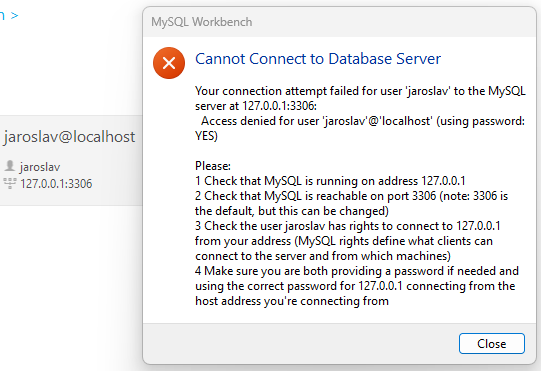 >
MySQL Workbench
Cannot Connect to Database Server
Your connection attempt failed for user 'jaroslav' to the MySQL
server at 127.0.0.1:3306:
Access denied for user 'jaroslav'@'localhost' (using password:
YES)
Please:
1 Check that MySQL is running on address 127.0.0.1
2 Check that MySQL is reachable on port 3306 (note: 3306 is
the default, but this can be changed)
3 Check the user jaroslav has rights to connect to 127.0.0.1
from your address (MySQL rights define what clients can
connect to the server and from which machines)
4 Make sure you are both providing a password if needed and
using the correct password for 127.0.0.1 connecting from the
host address you're connecting from
Close
jaroslav@localhost
jaroslav
127.0.0.1:3306